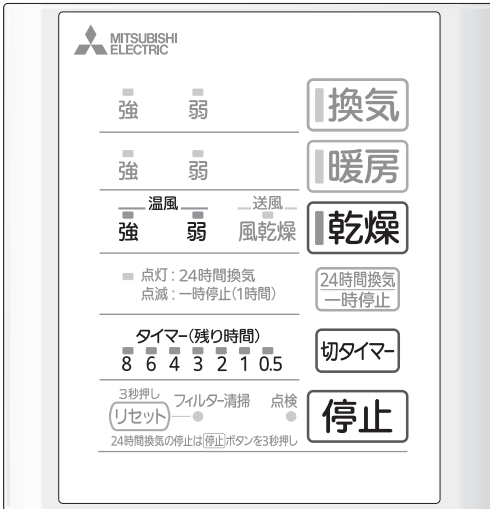 MITSUBISHI
ELECTRIC
強 弱 換気
強 弱 暖房
温風 送風
強 弱 風乾燥 乾燥
点灯：24時間換気
点滅：一時停止(1時間)
24時間換気
一時停止
タイマー(残り時間)
8 6 4 3 2 1 0.5
切タイマー
3秒押し
リセット フィルター清掃 点検
停止
24時間換気の停止は停止ボタンを3秒押し